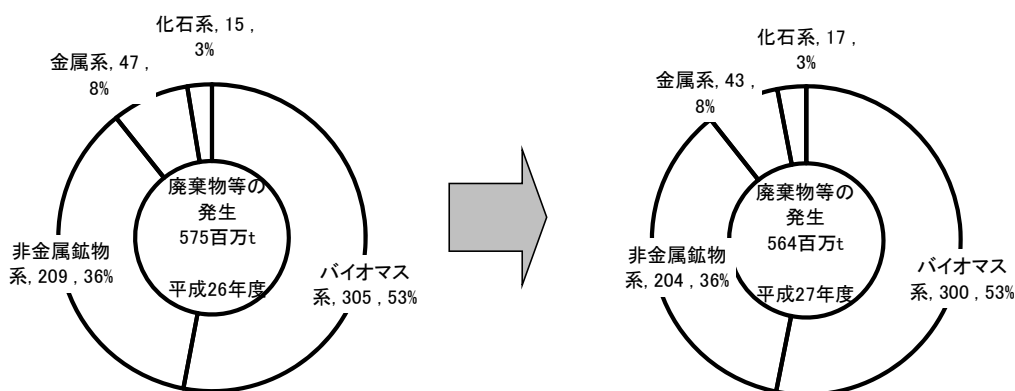 化石系, 15 ,
3%
金属系, 47 ,
8%
廃棄物等の
発生
575百万t
平成26年度
非金属鉱物
系, 209 , 36%
バイオマス
系, 305 , 53%
化石系, 17 ,
3%
金属系, 43 ,
8%
廃棄物等の
発生
564百万t
平成27年度
非金属鉱物
系, 204 , 36%
バイオマス
系, 300 , 53%